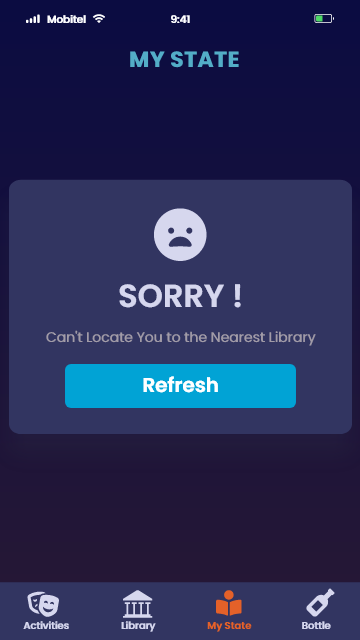 Mobitel 9:41
MY STATE
SORRY !
Can't Locate You to the Nearest Library
Refresh
Activities Library My State Bottle